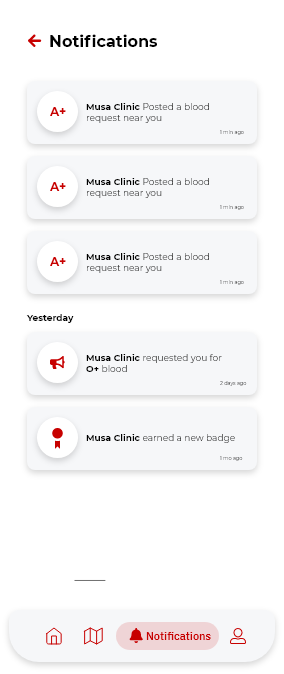 Notifications
A+
Musa Clinic Posted a blood
request near you
1 min ago
A+
Musa Clinic Posted a blood
request near you
1 min ago
A+
Musa Clinic Posted a blood
request near you
1 min ago
Yesterday
Musa Clinic requested you for
O+ blood
2 days ago
Musa Clinic earned a new badge
1 mo ago
Notifications